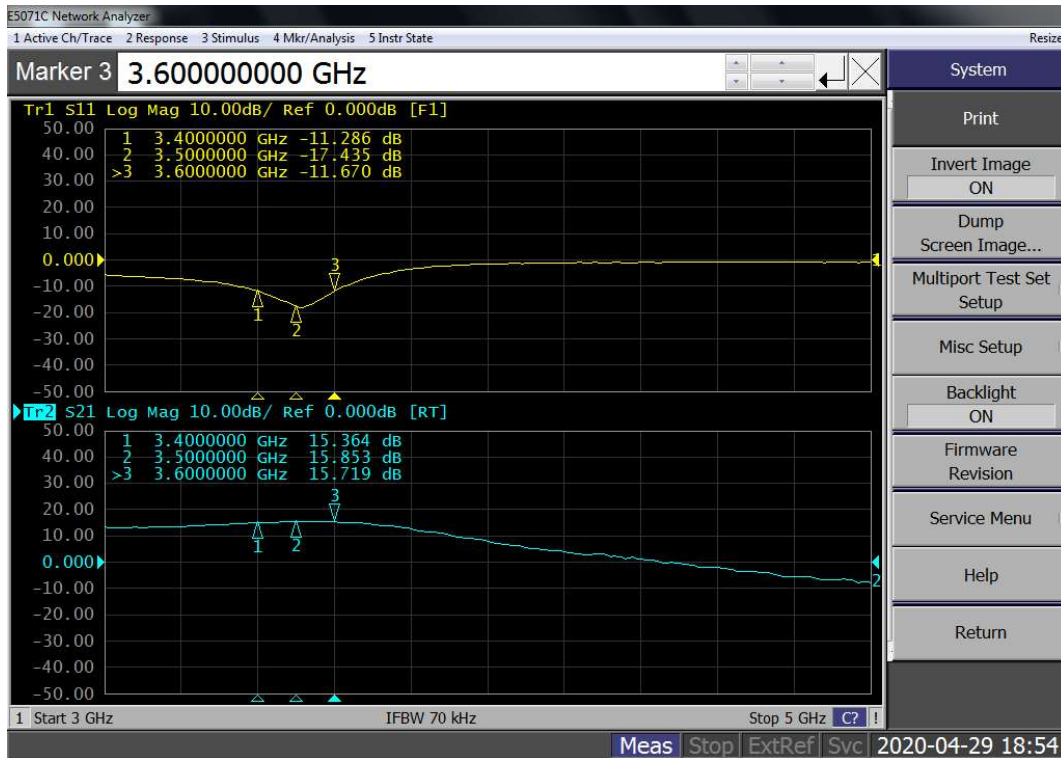 E5071C Network Analyzer
1 Active Ch/Trace 2 Response 3 Stimulus 4 Mkr/Analysis 5 Instr State Resize
Marker 3 3.600000000 GHz
Tr1 S11 Log Mag 10.00dB/ Ref 0.000dB [F1]
50.00
1 3.4000000 GHz -11.286 dB
40.00
2 3.5000000 GHz -17.435 dB
>3 3.6000000 GHz -11.670 dB
30.00
20.00
10.00
0.000
3
1
-10.00
-20.00
1
2
-30.00
-40.00
-50.00
Tr2 S21 Log Mag 10.00dB/ Ref 0.000dB [RT]
50.00
1 3.4000000 GHz 15.364 dB
40.00
2 3.5000000 GHz 15.853 dB
>3 3.6000000 GHz 15.719 dB
30.00
20.00
3
10.00
1
2
0.000
2
-10.00
-20.00
-30.00
-40.00
-50.00
1 Start 3 GHz IFBW 70 kHz Stop 5 GHz C? !
Meas Stop ExtRef Svc 2020-04-29 18:54
System
Print
Invert Image
ON
Dump
Screen Image...
Multiport Test Set
Setup
Misc Setup
Backlight
ON
Firmware
Revision
Service Menu
Help
Return